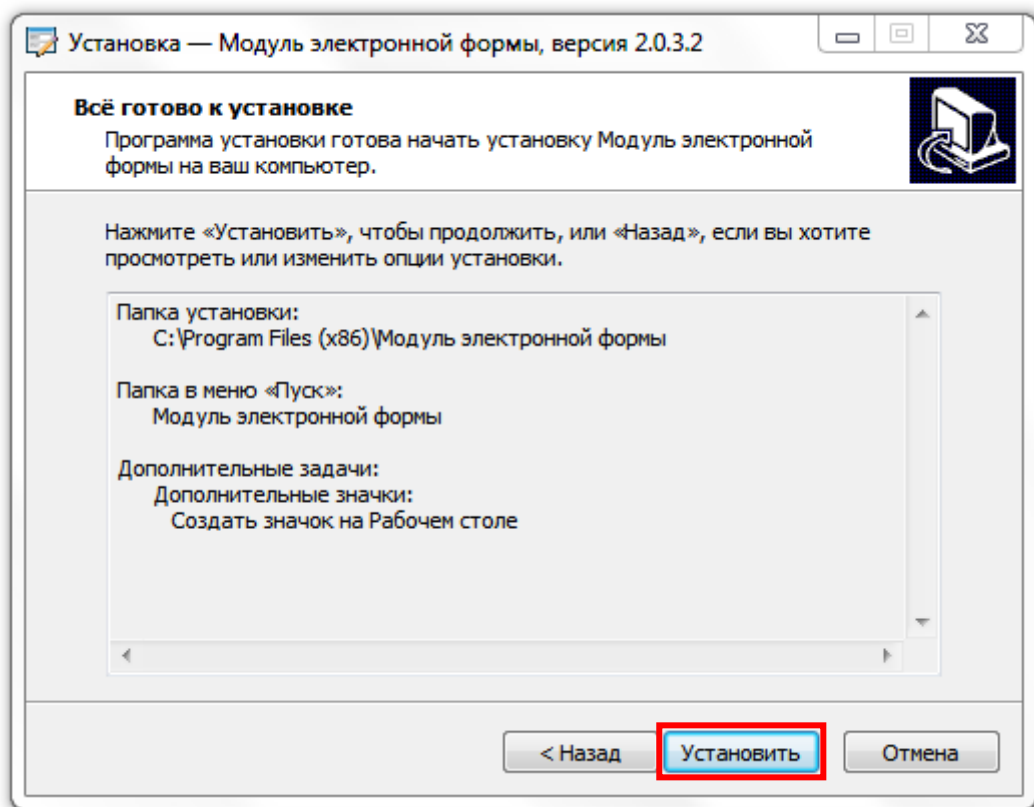 Установка — Модуль электронной формы, версия 2.0.3.2
Всё готово к установке
Программа установки готова начать установку Модуль электронной
формы на ваш компьютер.
Нажмите «Установить», чтобы продолжить, или «Назад», если вы хотите
просмотреть или изменить опции установки.
Папка установки:
C:\Program Files (x86)\Модуль электронной формы
Папка в меню «Пуск»:
Модуль электронной формы
Дополнительные задачи:
Дополнительные значки:
Создать значок на Рабочем столе
< Назад
Установить
Отмена